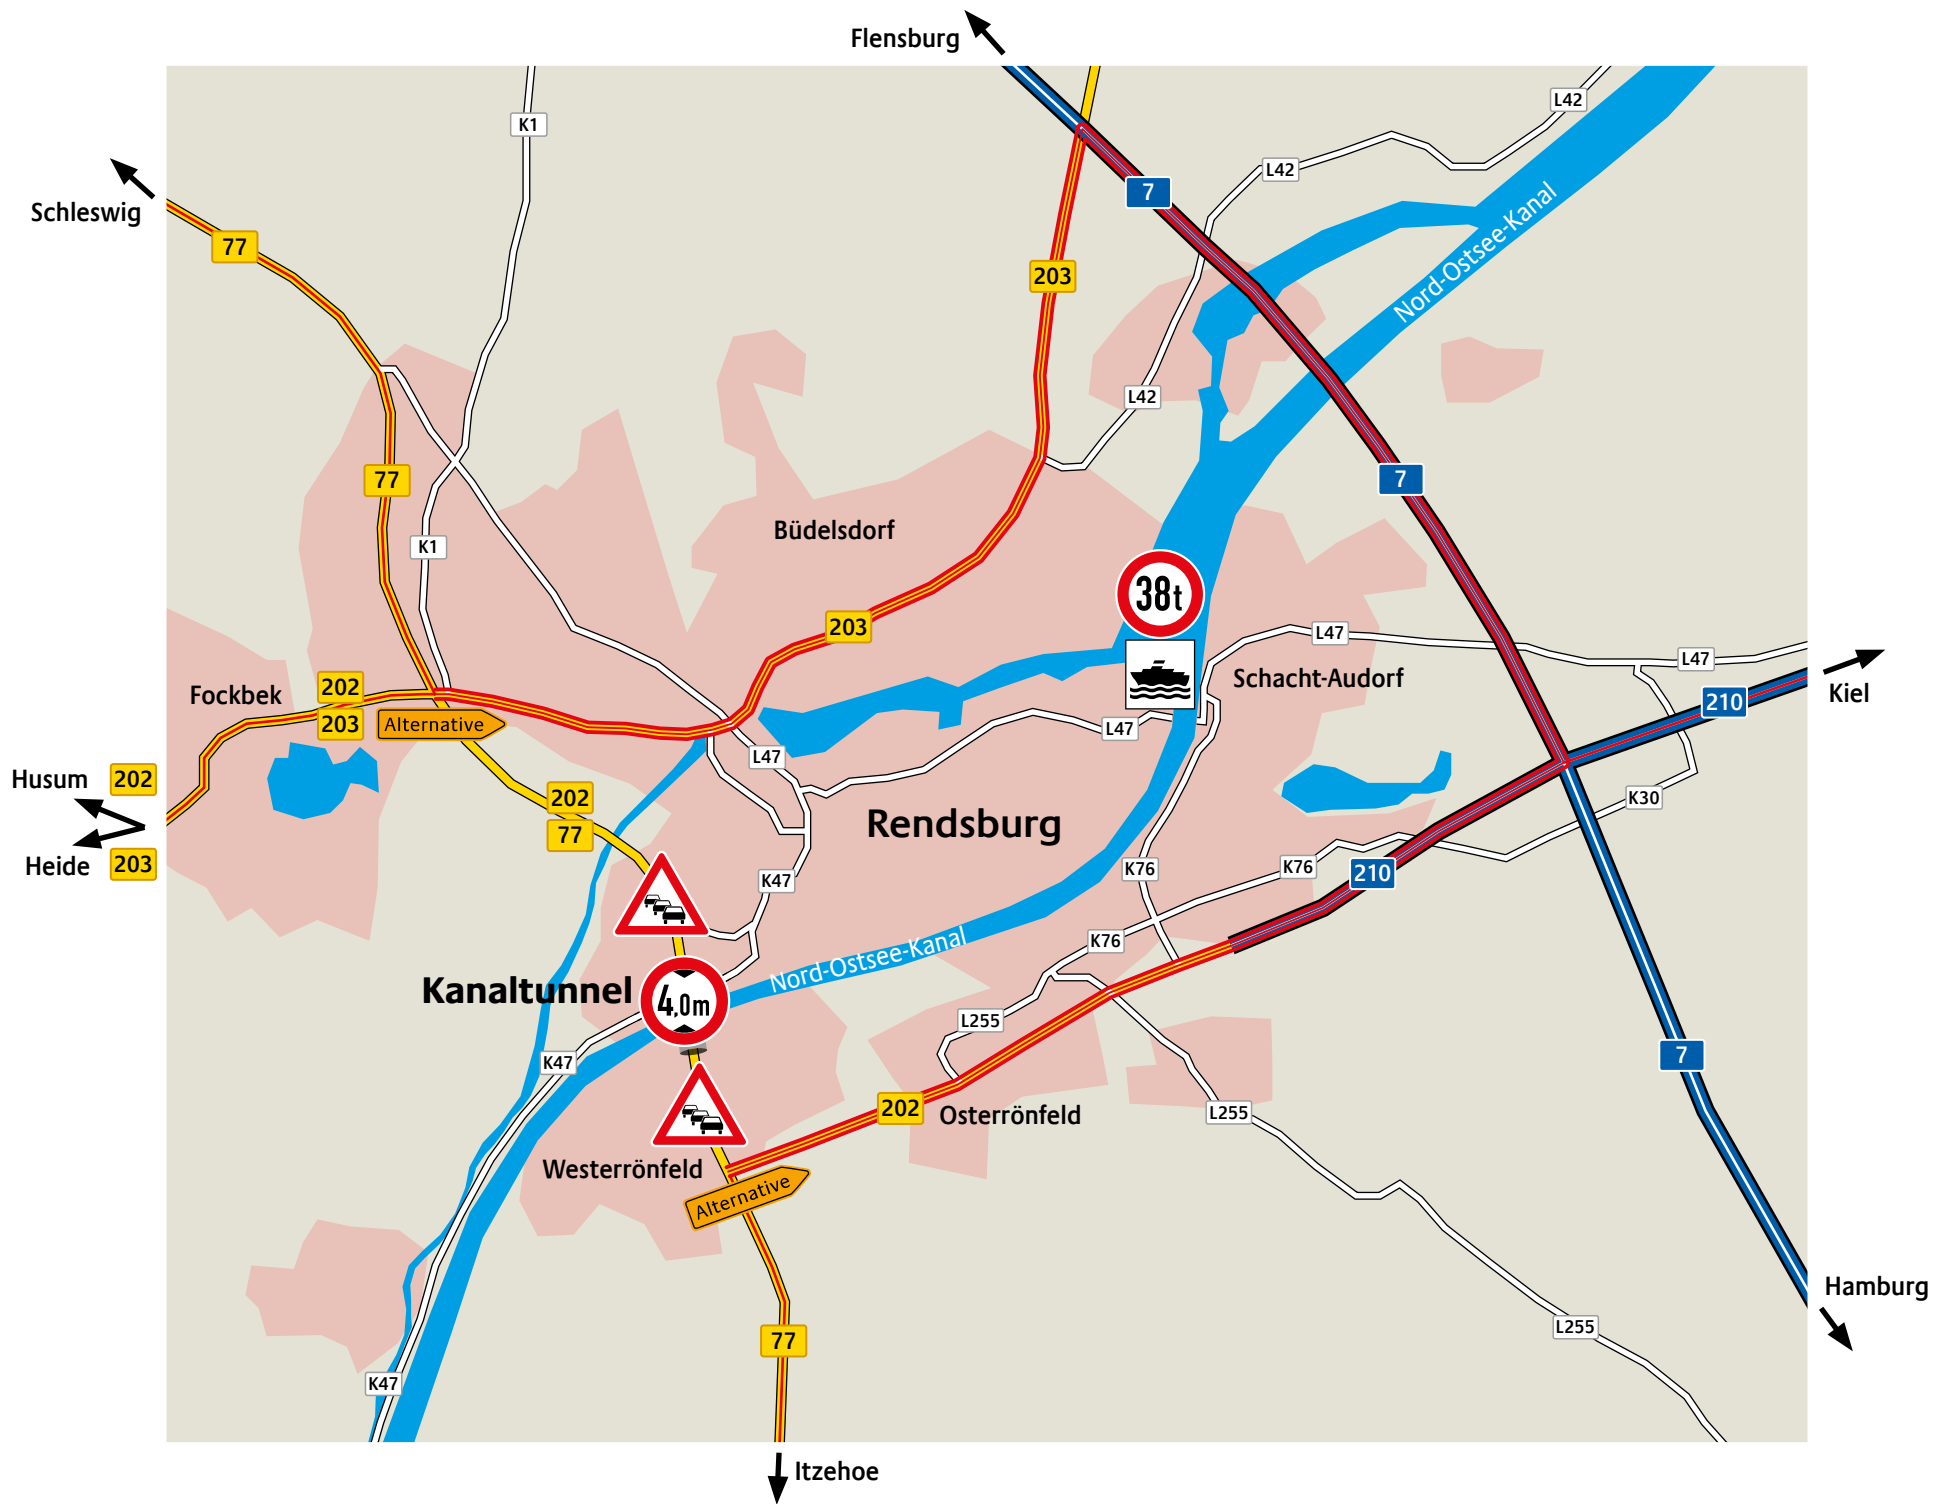 Flensburg
L42
K1
L42
7
Schleswig
77
Nord-Ostsee-Kanal
203
L42
77
7
Büdelsdorf
K1
38t
203
L47
L47
Schacht-Audorf
Kiel
Fockbek
202
203
Alternative
210
L47
L47
Husum 202
202
77
K30
Rendsburg
Heide 203
K76
K76
210
K47
K76
Nord-Ostsee-Kanal
Kanaltunnel
4,0m
L255
K47
7
202
Osterrönfeld
L255
Westerrönfeld
Alternative
Hamburg
77
L255
K47
Itzehoe